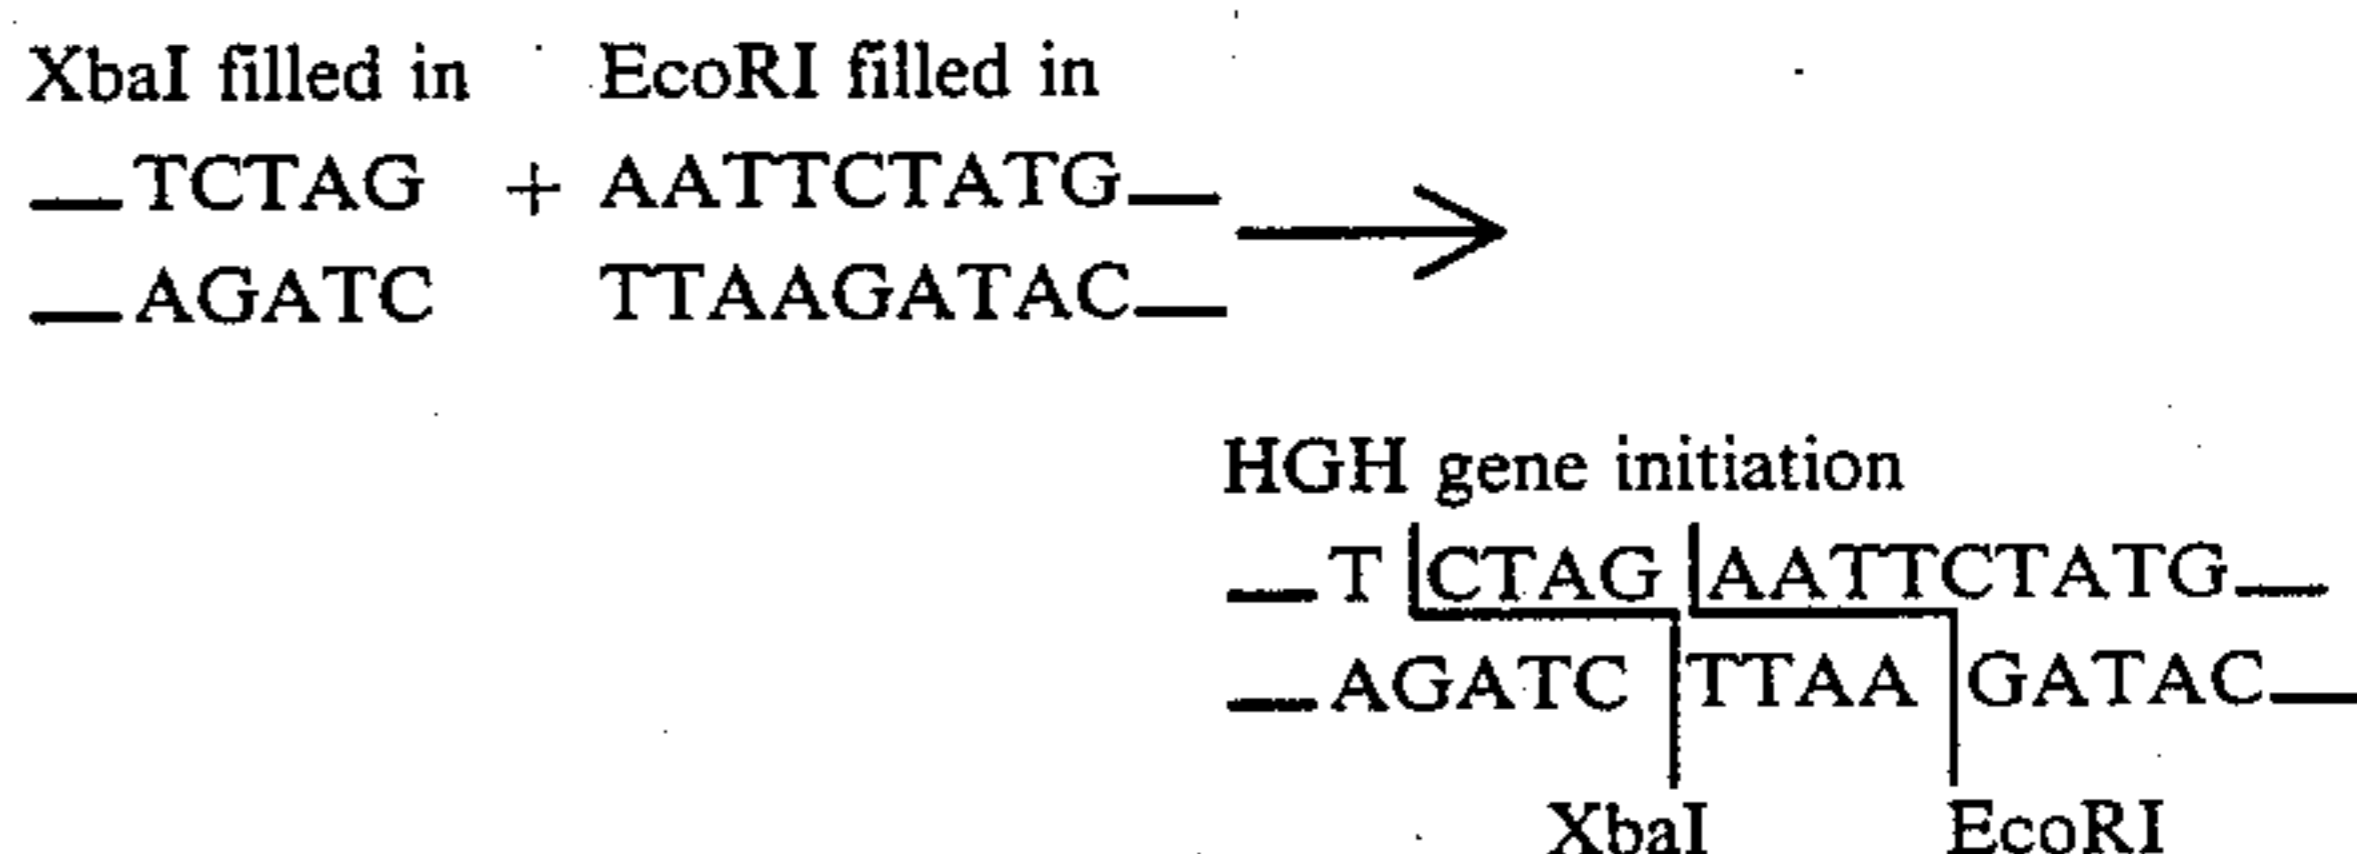 XbaI filled in EcoRI filled in
—TCTAG + AATTCTATG—
—AGATC TTAAGATAC—
HGH gene initiation
—T CTAG AATTCTATG—
—AGATC TTAA GATAC—
XbaI EcoRI